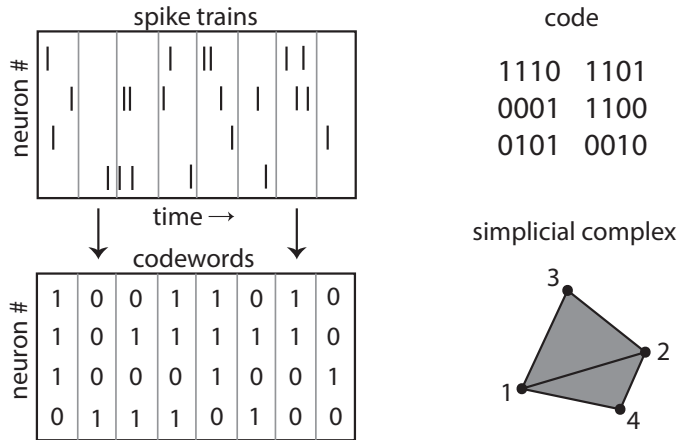 spike trains
neuron #
time →
codewords
neuron #
1 0 0 1 1 0 1 0
1 0 1 1 1 1 1 0
1 0 0 0 1 0 0 1
0 1 1 1 0 1 0 0
code
1110 1101
0001 1100
0101 0010
simplicial complex
3
2
1
4